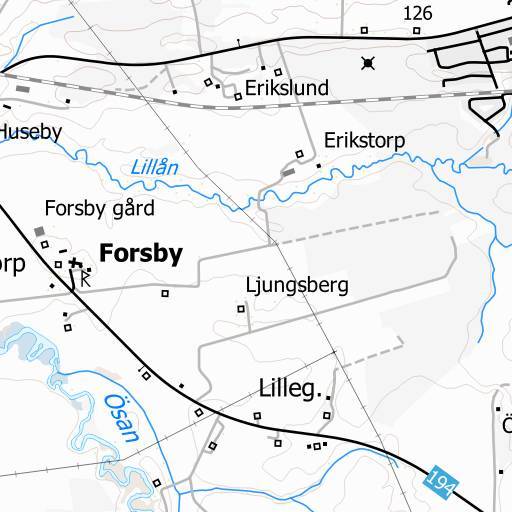 126
Erikslund
Huseby
Erikstorp
Lillån
Forsby gård
Forsby
orp
R
Ljungsberg
Lilleg.
Ösan
Ö
194